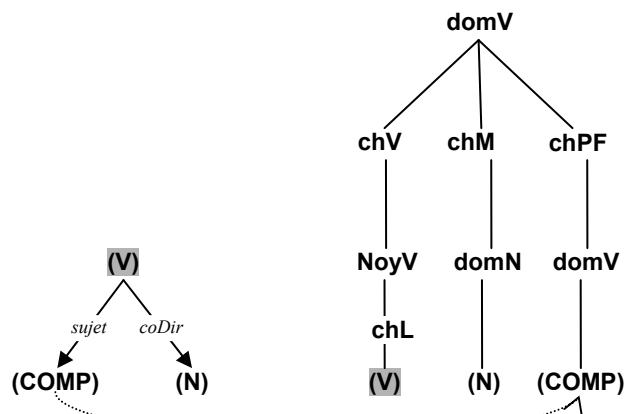 domV
chV chM chPF
(V) NoyV domN domV
sujet coDir chL
(COMP) (N) (V) (N) (COMP)